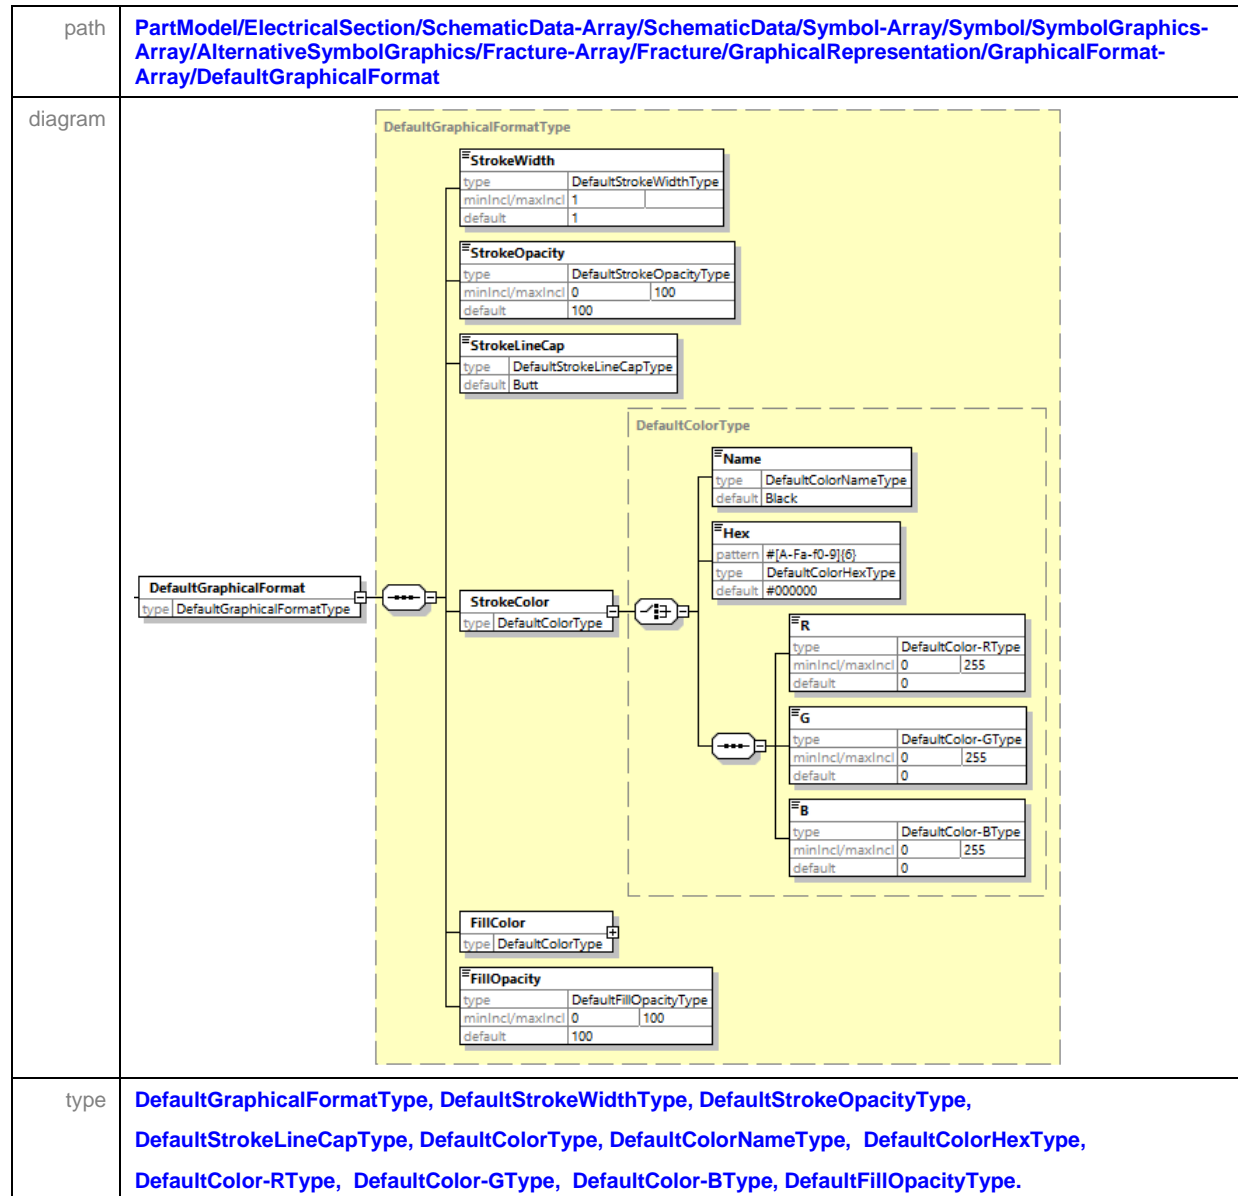 path
PartModel/ElectricalSection/SchematicData-Array/SchematicData/Symbol-Array/Symbol/SymbolGraphics-
Array/AlternativeSymbolGraphics/Fracture-Array/Fracture/GraphicalRepresentation/GraphicalFormat-
Array/DefaultGraphicalFormat
diagram
DefaultGraphicalFormatType
StrokeWidth
type DefaultStrokeWidthType
minIncl/maxIncl 1
default 1
StrokeOpacity
type DefaultStrokeOpacityType
minIncl/maxIncl 0 100
default 100
StrokeLineCap
type DefaultStrokeLineCapType
default Butt
DefaultColorType
Name
type DefaultColorNameType
default Black
Hex
pattern #[A-Fa-f0-9]{6}
type DefaultColorHexType
default #000000
DefaultGraphicalFormat
type DefaultGraphicalFormatType
StrokeColor
type DefaultColorType
R
type DefaultColor-RType
minIncl/maxIncl 0 255
default 0
G
type DefaultColor-GType
minIncl/maxIncl 0 255
default 0
B
type DefaultColor-BType
minIncl/maxIncl 0 255
default 0
FillColor
type DefaultColorType
FillOpacity
type DefaultFillOpacityType
minIncl/maxIncl 0 100
default 100
type
DefaultGraphicalFormatType, DefaultStrokeWidthType, DefaultStrokeOpacityType,
DefaultStrokeLineCapType, DefaultColorType, DefaultColorNameType, DefaultColorHexType,
DefaultColor-RType, DefaultColor-GType, DefaultColor-BType, DefaultFillOpacityType.